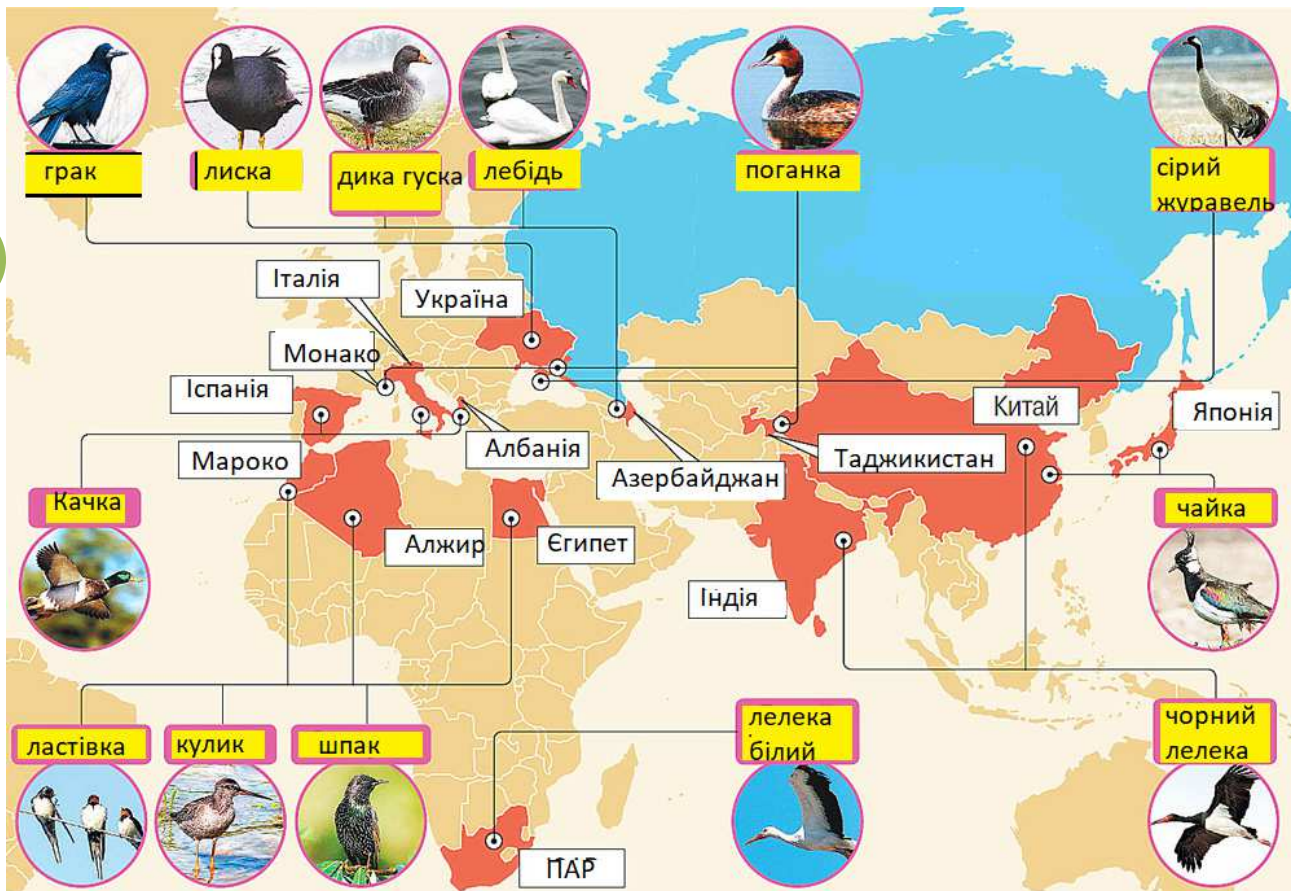 грак
лиска
дика гуска
лебідь
поганка
сірий
журавель
Італія
Україна
Монако
Іспанія
Китай
Японія
Албанія
Мароко
Таджикистан
Азербайджан
Качка
чайка
Алжир
Єгипет
Індія
ластівка
кулик
шпак
лелека
білий
чорний
лелека
ПАР